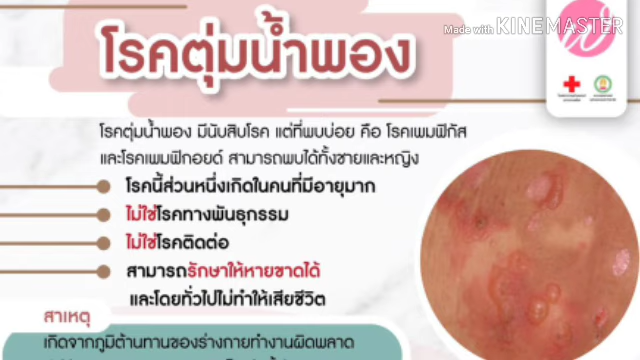 Made with KINEMASTER
โรคตุ่มน้ำพอง
โรคตุ่มน้ำพอง มีนับสิบโรค แต่ที่พบบ่อย คือ โรคเพมฟิกัส
และโรคเพมฟิกอยด์ สามารถพบได้ทั้งชายและหญิง
โรคนี้ส่วนหนึ่งเกิดในคนที่มีอายุมาก
ไม่ใช่โรคทางพันธุกรรม
ไม่ใช่โรคติดต่อ
สามารถรักษาให้หายขาดได้
และโดยทั่วไปไม่ทำให้เสียชีวิต
สาเหตุ
เกิดจากภูมิต้านทานของร่างกายทำงานผิดพลาด